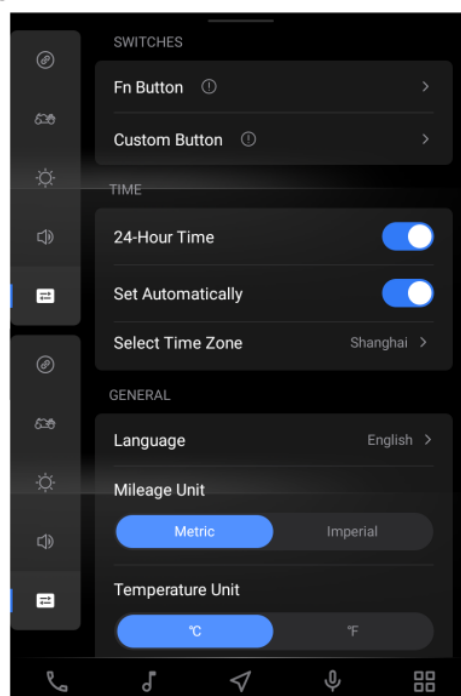 SWITCHES
Fn Button
Custom Button
TIME
24-Hour Time
Set Automatically
Select Time Zone Shanghai
GENERAL
Language English
Mileage Unit
Metric Imperial
Temperature Unit
℃ ℉